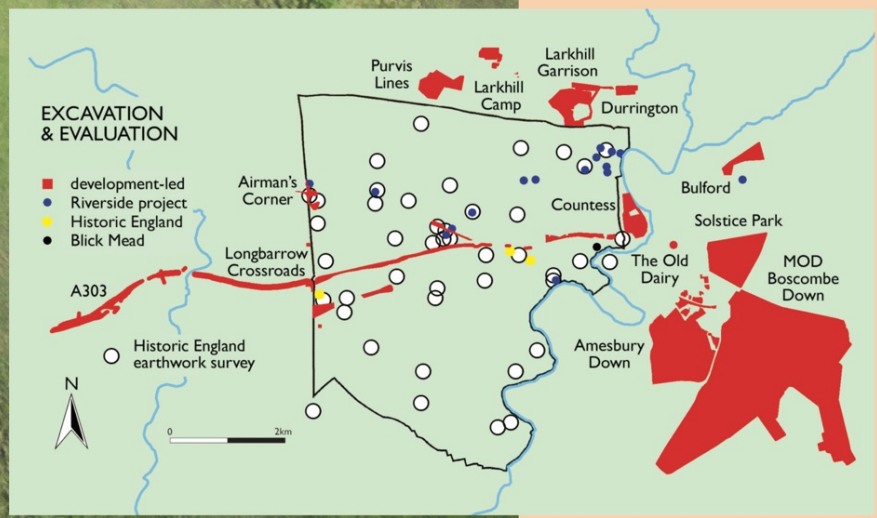 Purvis
Lines
Larkhill
Camp
Larkhill
Garrison
Durrington
EXCAVATION
& EVALUATION
development-led
Riverside project
Historic England
Blick Mead
Airman's
Corner
Bulford
Countess
Solstice Park
Longbarrow
Crossroads
The Old
Dairy
MOD
Boscombe
Down
A303
Historic England
earthwork survey
Amesbury
Down
N
0
2km